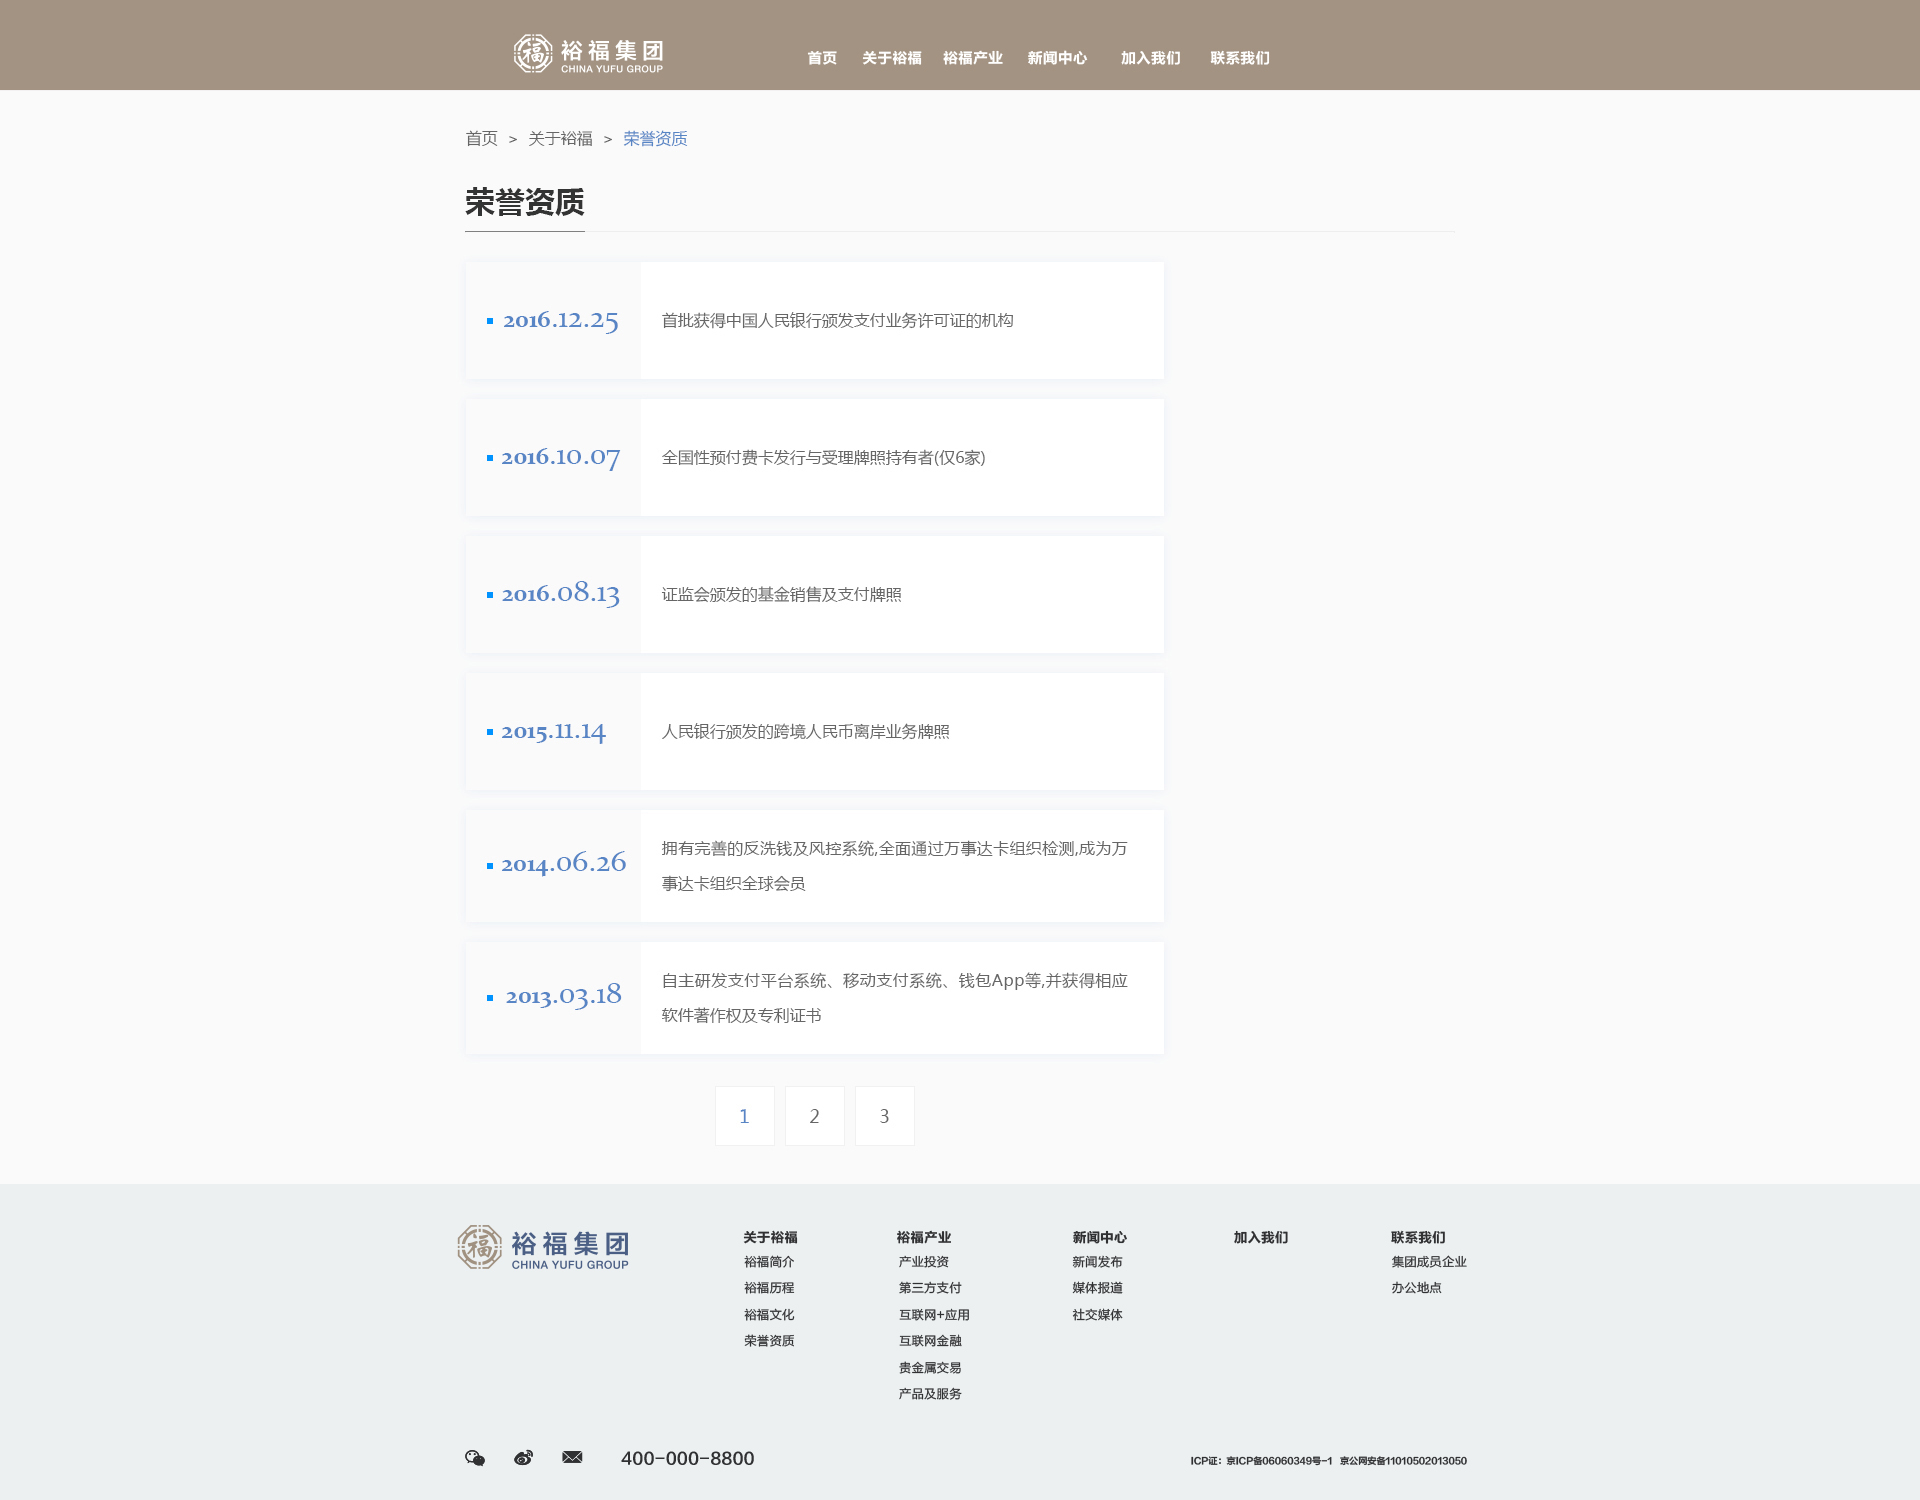 裕福集团
CHINA YUFU GROUP
首页 关于裕福 裕福产业 新闻中心 加入我们 联系我们
首页 > 关于裕福 > 荣誉资质
荣誉资质
2016.12.25
首批获得中国人民银行颁发支付业务许可证的机构
2016.10.07
全国性预付费卡发行与受理牌照持有者(仅6家)
2016.08.13
证监会颁发的基金销售及支付牌照
2015.11.14
人民银行颁发的跨境人民币离岸业务牌照
2014.06.26
拥有完善的反洗钱及风控系统,全面通过万事达卡组织检测,成为万
事达卡组织全球会员
2013.03.18
自主研发支付平台系统、移动支付系统、钱包App等,并获得相应
软件著作权及专利证书
1 2 3
裕福集团
CHINA YUFU GROUP
关于裕福
裕福简介
裕福历程
裕福文化
荣誉资质
裕福产业
产业投资
第三方支付
互联网+应用
互联网金融
贵金属交易
产品及服务
新闻中心
新闻发布
媒体报道
社交媒体
加入我们
联系我们
集团成员企业
办公地点
400-000-8800
ICP证：京ICP备06060349号-1 京公网安备11010502013050